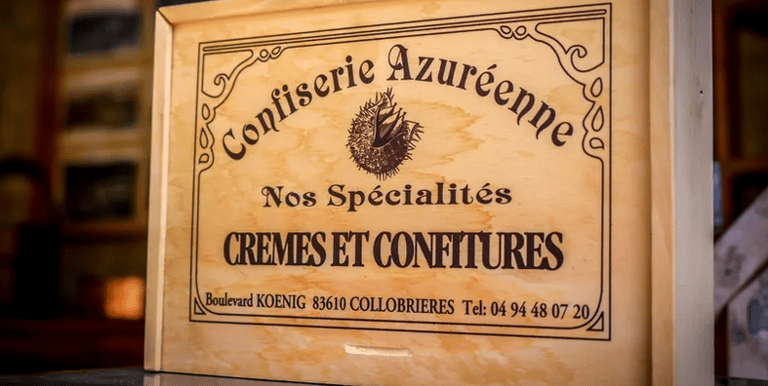 Confiserie Azuréenne
Nos Spécialités
CREMES ET CONFITURES
Boulevard KOENIG 83610 COLLOBRIERES Tel: 04 94 48 07 20